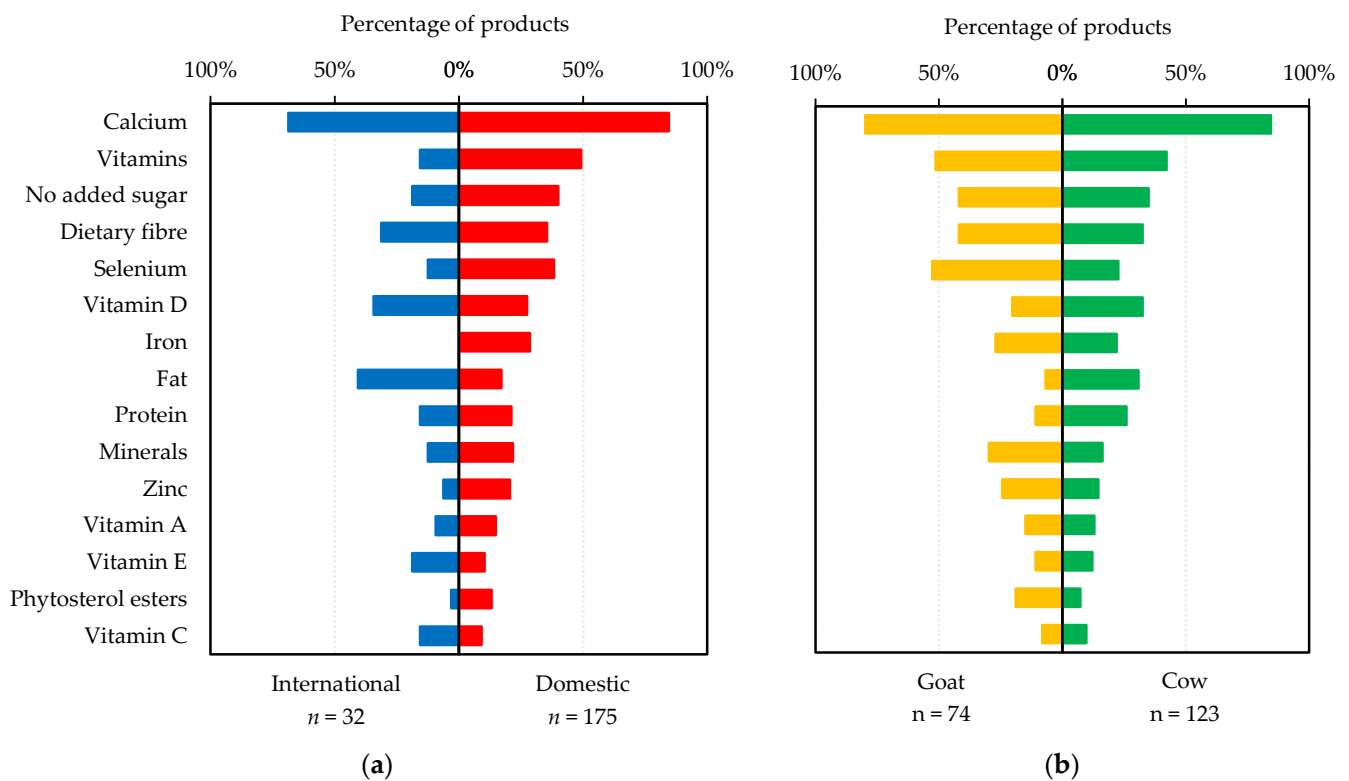 Percentage of products
100% 50% 0% 50% 100%
Calcium
Vitamins
No added sugar
Dietary fibre
Selenium
Vitamin D
Iron
Fat
Protein
Minerals
Zinc
Vitamin A
Vitamin E
Phytosterol esters
Vitamin C
International Domestic
n = 32 n = 175
(a)
Percentage of products
100% 50% 0% 50% 100%
Goat Cow
n = 74 n = 123
(b)